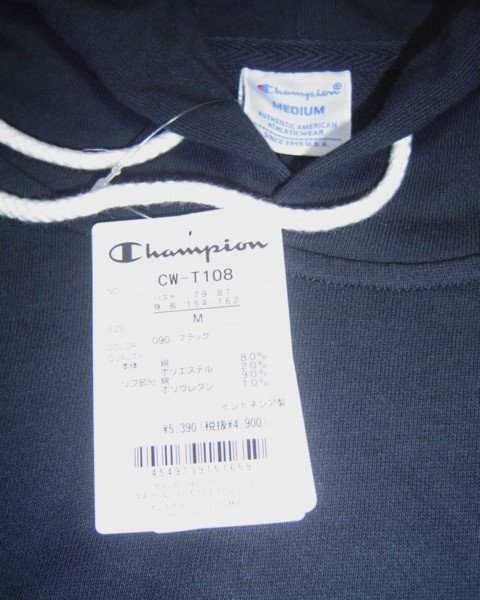 Champion®
MEDIUM
AUTHENTIC AMERICAN
ATHLETICWEAR
SINCE 1919 U.S.A.
Champion
NO. CW-T108
バスト 79 87
身長 154 162
SIZE M
COLOR 090 ブラック
QUALITY
本体 綿 80%
ポリエステル 20%
リブ部分 綿 90%
ポリウレタン 10%
インドネシア製
¥5,390 (税抜¥4,900)
4549139151659